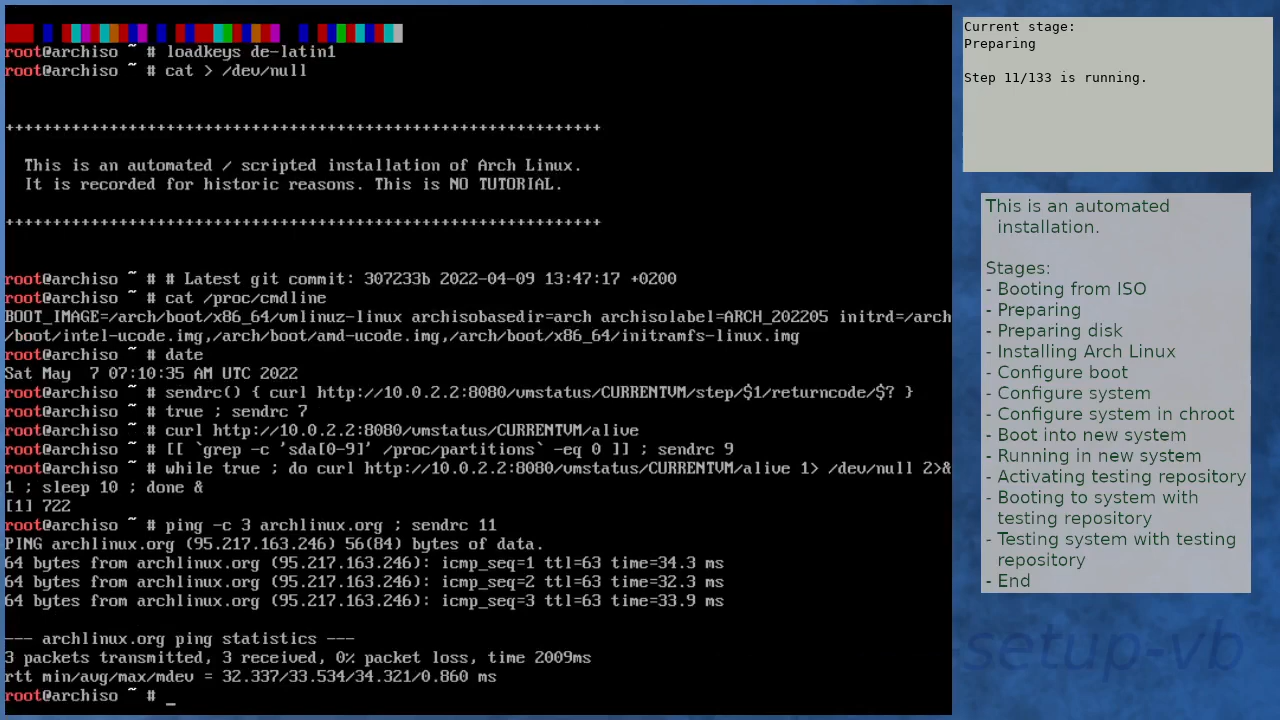 root@archiso ~ # loadkeys de-latin1
root@archiso ~ # cat > /dev/null
++++++++++++++++++++++++++++++++++++++++++++++++++++++++++++++++
This is an automated / scripted installation of Arch Linux.
It is recorded for historic reasons. This is NO TUTORIAL.
++++++++++++++++++++++++++++++++++++++++++++++++++++++++++++++++
root@archiso ~ # # Latest git commit: 307233b 2022-04-09 13:47:17 +0200
root@archiso ~ # cat /proc/cmdline
BOOT_IMAGE=/arch/boot/x86_64/vmlinuz-linux archisobasedir=arch archisolabel=ARCH_202205 initrd=/arch
/boot/intel-ucode.img,/arch/boot/amd-ucode.img,/arch/boot/x86_64/initramfs-linux.img
root@archiso ~ # date
Sat May  7 07:10:35 AM UTC 2022
root@archiso ~ # sendrc() { curl http://10.0.2.2:8080/vmstatus/CURRENTVM/step/$1/returncode/$? }
root@archiso ~ # true ; sendrc 7
root@archiso ~ # curl http://10.0.2.2:8080/vmstatus/CURRENTVM/alive
root@archiso ~ # [[ `grep -c 'sda[0-9]' /proc/partitions` -eq 0 ]] ; sendrc 9
root@archiso ~ # while true ; do curl http://10.0.2.2:8080/vmstatus/CURRENTVM/alive 1> /dev/null 2>&
1 ; sleep 10 ; done &
[1] 722
root@archiso ~ # ping -c 3 archlinux.org ; sendrc 11
PING archlinux.org (95.217.163.246) 56(84) bytes of data.
64 bytes from archlinux.org (95.217.163.246): icmp_seq=1 ttl=63 time=34.3 ms
64 bytes from archlinux.org (95.217.163.246): icmp_seq=2 ttl=63 time=32.3 ms
64 bytes from archlinux.org (95.217.163.246): icmp_seq=3 ttl=63 time=33.9 ms
--- archlinux.org ping statistics ---
3 packets transmitted, 3 received, 0% packet loss, time 2009ms
rtt min/avg/max/mdev = 32.337/33.534/34.321/0.860 ms
root@archiso ~ # _
Current stage:
Preparing
Step 11/133 is running.
This is an automated
installation.
Stages:
- Booting from ISO
- Preparing
- Preparing disk
- Installing Arch Linux
- Configure boot
- Configure system
- Configure system in chroot
- Boot into new system
- Running in new system
- Activating testing repository
- Booting to system with
testing repository
- Testing system with testing
repository
- End
-setup-vb